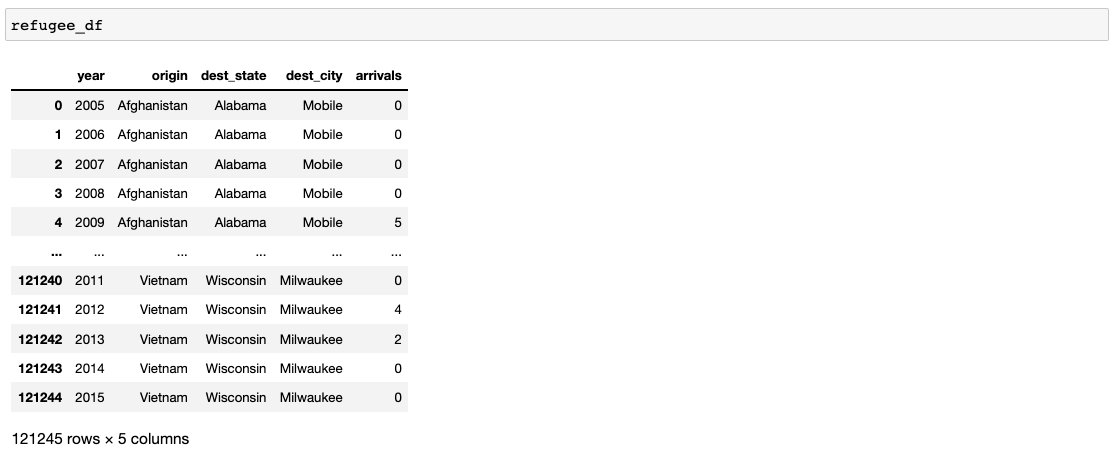 refugee_df
year origin dest_state dest_city arrivals
0 2005 Afghanistan Alabama Mobile 0
1 2006 Afghanistan Alabama Mobile 0
2 2007 Afghanistan Alabama Mobile 0
3 2008 Afghanistan Alabama Mobile 0
4 2009 Afghanistan Alabama Mobile 5
... ... ... ... ... ...
121240 2011 Vietnam Wisconsin Milwaukee 0
121241 2012 Vietnam Wisconsin Milwaukee 4
121242 2013 Vietnam Wisconsin Milwaukee 2
121243 2014 Vietnam Wisconsin Milwaukee 0
121244 2015 Vietnam Wisconsin Milwaukee 0
121245 rows × 5 columns